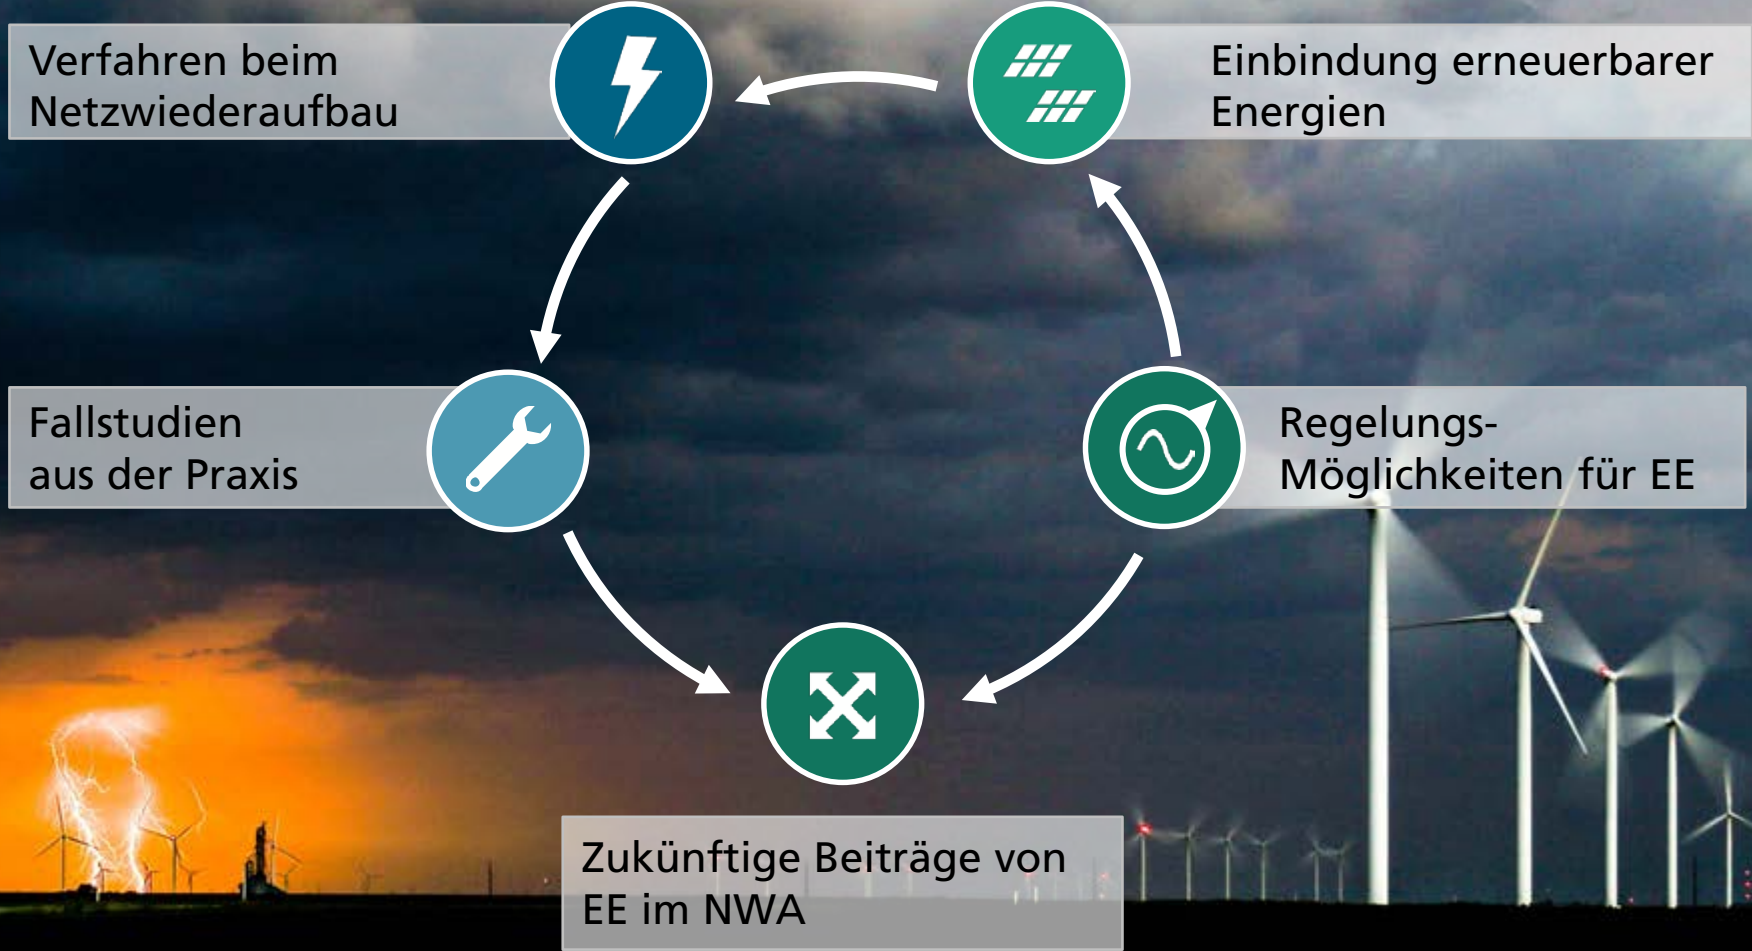 Verfahren beim
Netzwiederaufbau
Einbindung erneuerbarer
Energien
Fallstudien
aus der Praxis
Regelungs-
Möglichkeiten für EE
Zukünftige Beiträge von
EE im NWA